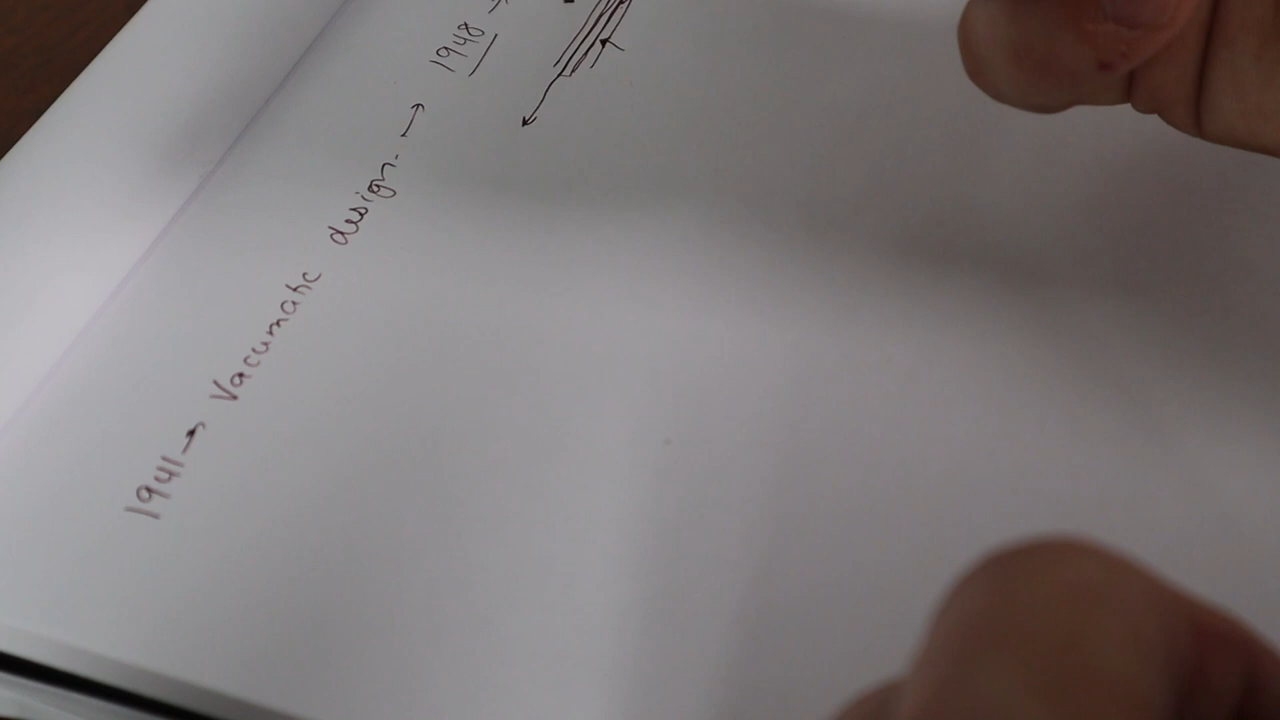 1941 → Vacumatic design. → 1948 →